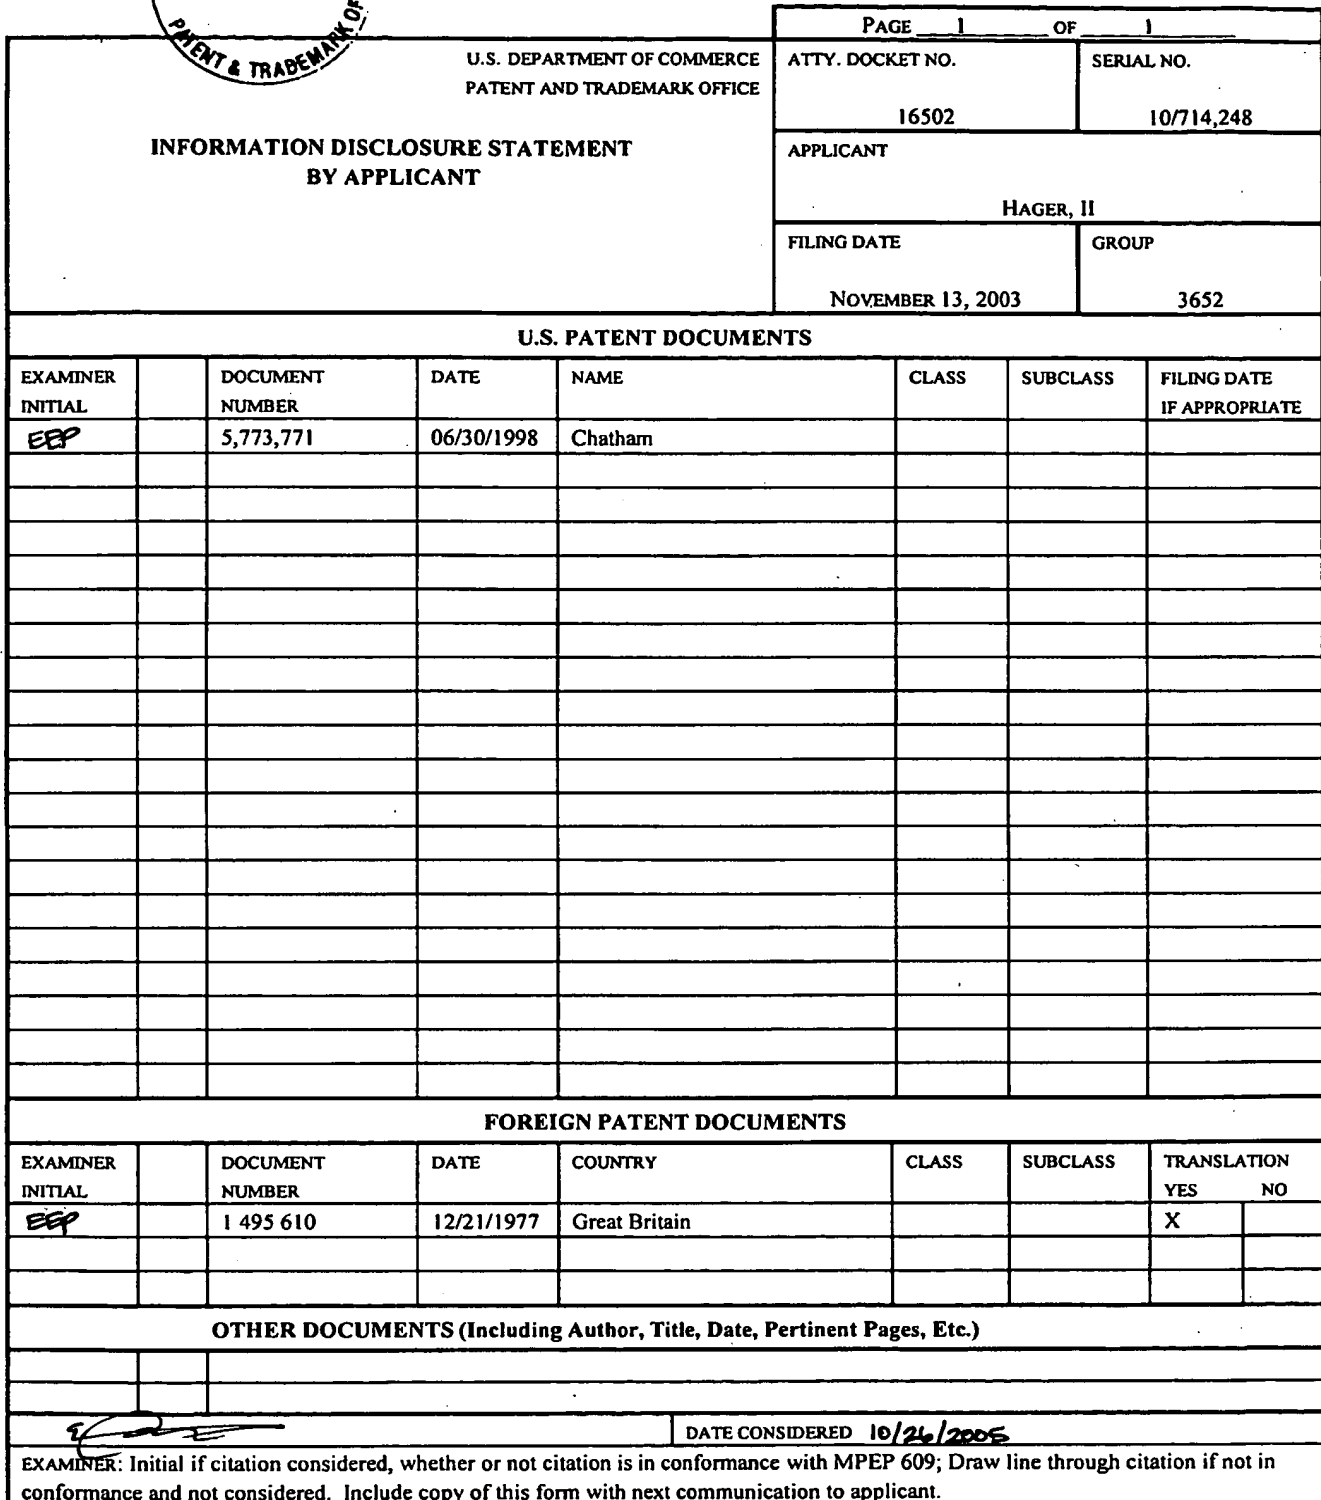 PATENT & TRADEMARK OF
PAGE 1 OF 1
U.S. DEPARTMENT OF COMMERCE
PATENT AND TRADEMARK OFFICE
ATTY. DOCKET NO.
16502
SERIAL NO.
10/714,248
INFORMATION DISCLOSURE STATEMENT
BY APPLICANT
APPLICANT
HAGER, II
FILING DATE
NOVEMBER 13, 2003
GROUP
3652
U.S. PATENT DOCUMENTS
EXAMINER INITIAL DOCUMENT NUMBER DATE NAME CLASS SUBCLASS FILING DATE IF APPROPRIATE
EEP 5,773,771 06/30/1998 Chatham
FOREIGN PATENT DOCUMENTS
EXAMINER INITIAL DOCUMENT NUMBER DATE COUNTRY CLASS SUBCLASS TRANSLATION YES NO
EEP 1 495 610 12/21/1977 Great Britain X
OTHER DOCUMENTS (Including Author, Title, Date, Pertinent Pages, Etc.)
DATE CONSIDERED 10/26/2005
EXAMINER: Initial if citation considered, whether or not citation is in conformance with MPEP 609; Draw line through citation if not in
conformance and not considered. Include copy of this form with next communication to applicant.